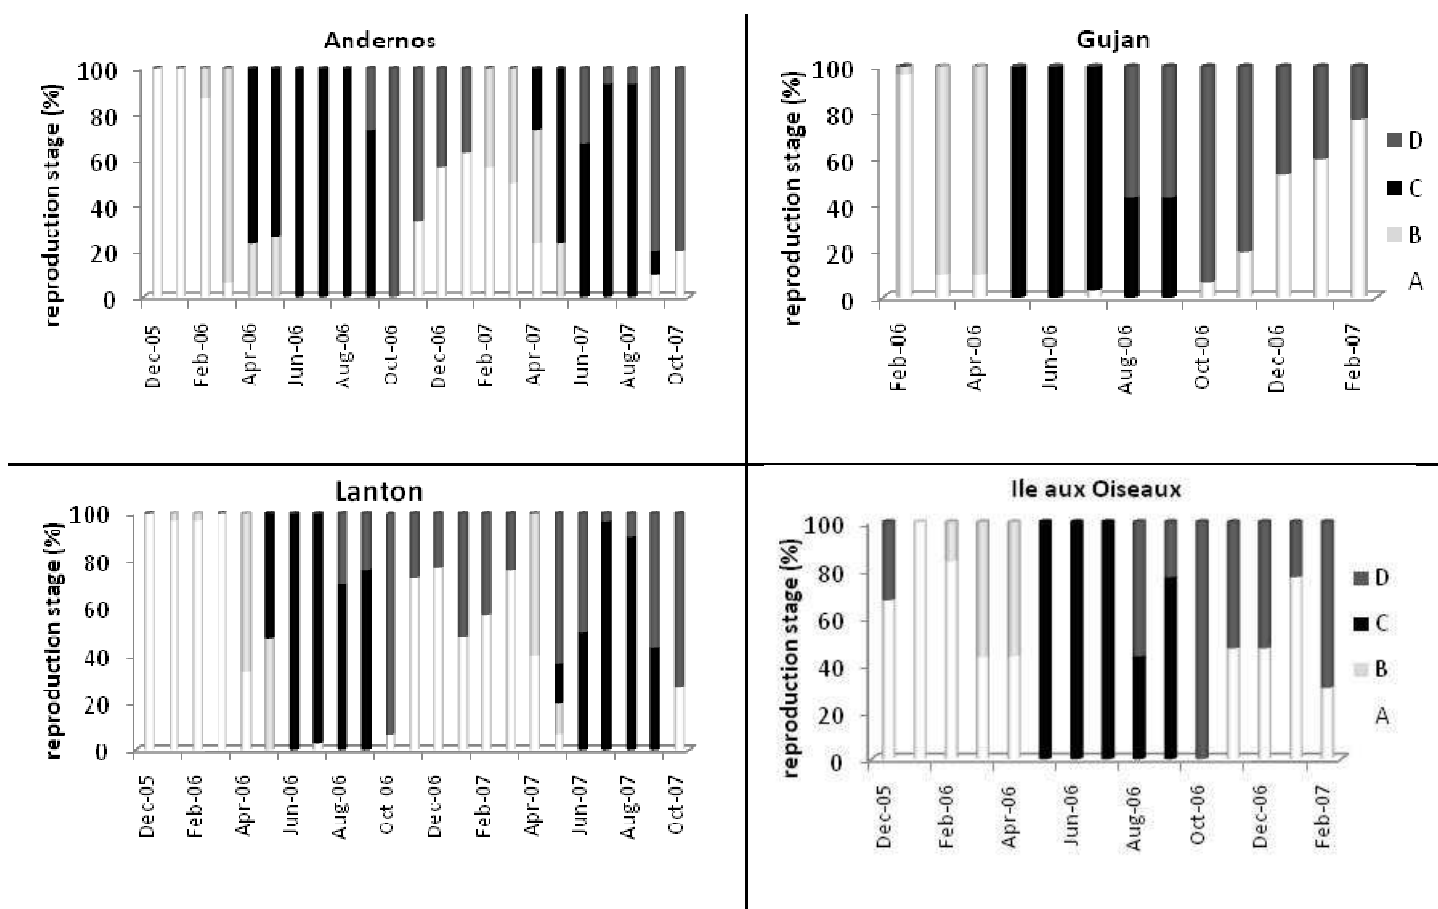 Andernos
reproduction stage (%)
100
80
60
40
20
0
Dec-05
Feb-06
Apr-06
Jun-06
Aug-06
Oct-06
Dec-06
Feb-07
Apr-07
Jun-07
Aug-07
Oct-07
Gujan
reproduction stage (%)
100
80
60
40
20
0
Feb-06
Apr-06
Jun-06
Aug-06
Oct-06
Dec-06
Feb-07
D
C
B
A
Lanton
reproduction stage (%)
100
80
60
40
20
0
Dec-05
Feb-06
Apr-06
Jun-06
Aug-06
Oct 06
Dec-06
Feb-07
Apr-07
Jun-07
Aug-07
Oct-07
Ile aux Oiseaux
reproduction stage (%)
100
80
60
40
20
0
Dec-05
Feb-06
Apr-06
Jun-06
Aug-06
Oct-06
Dec-06
Feb-07
D
C
B
A